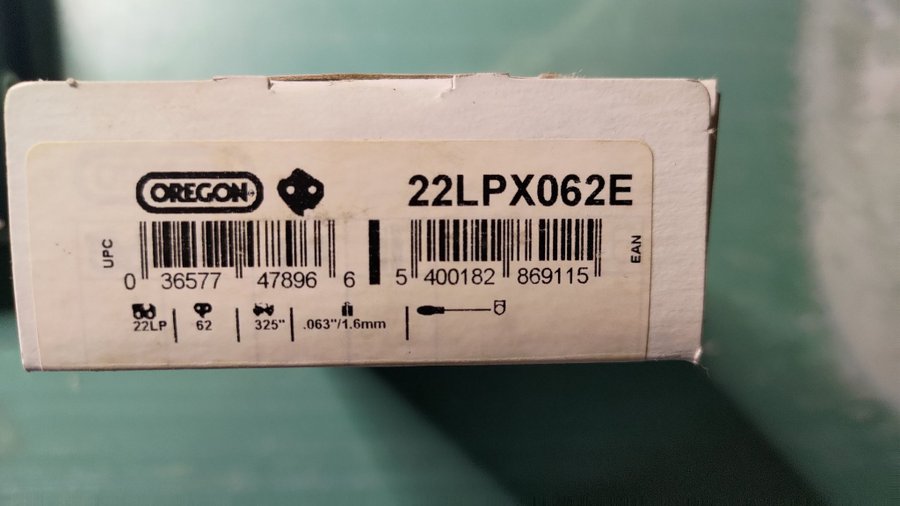 OREGON 22LPX062E
UPC EAN
0 36577 47896 6 5 400182 869115
22LP 62 325" .063"/1.6mm